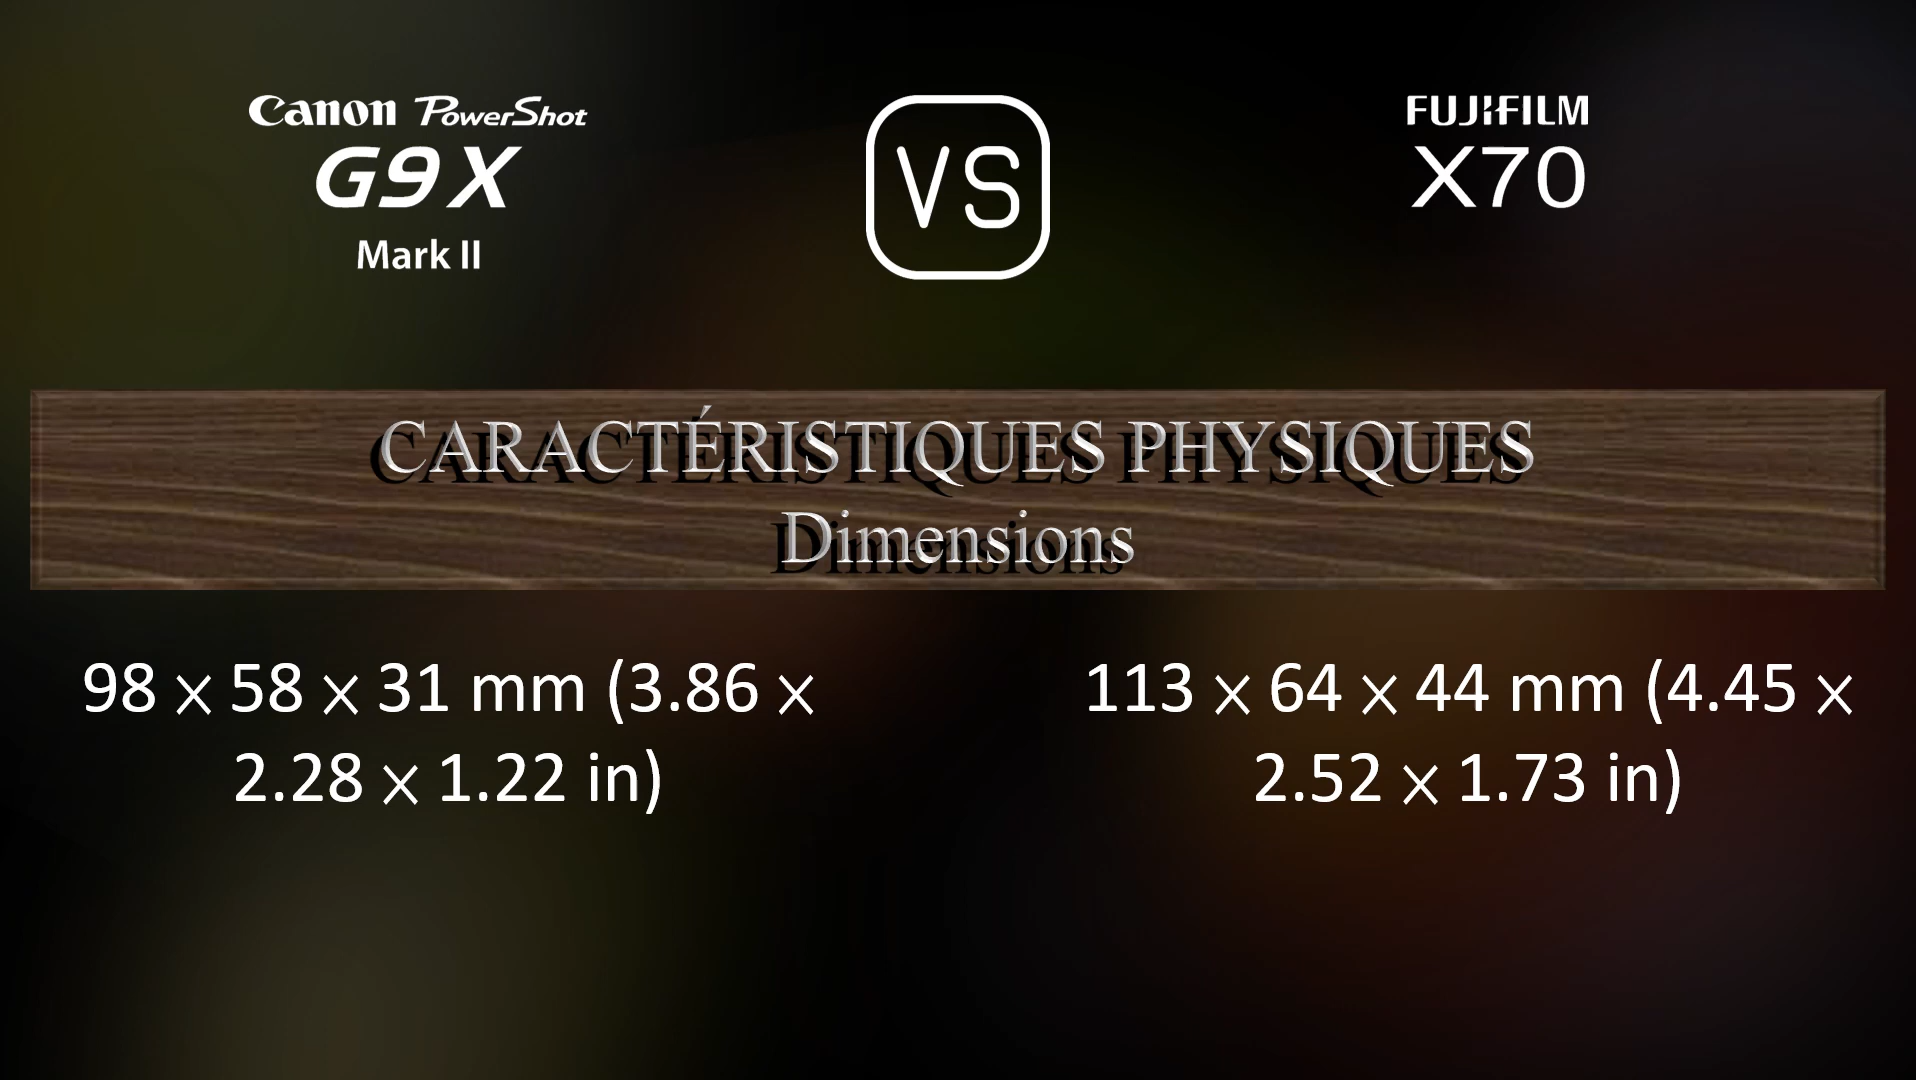 Canon PowerShot
G9 X
Mark II
VS
FUJIFILM
X70
CARACTÉRISTIQUES PHYSIQUES
Dimensions
98 x 58 x 31 mm (3.86 x
2.28 x 1.22 in)
113 x 64 x 44 mm (4.45 x
2.52 x 1.73 in)